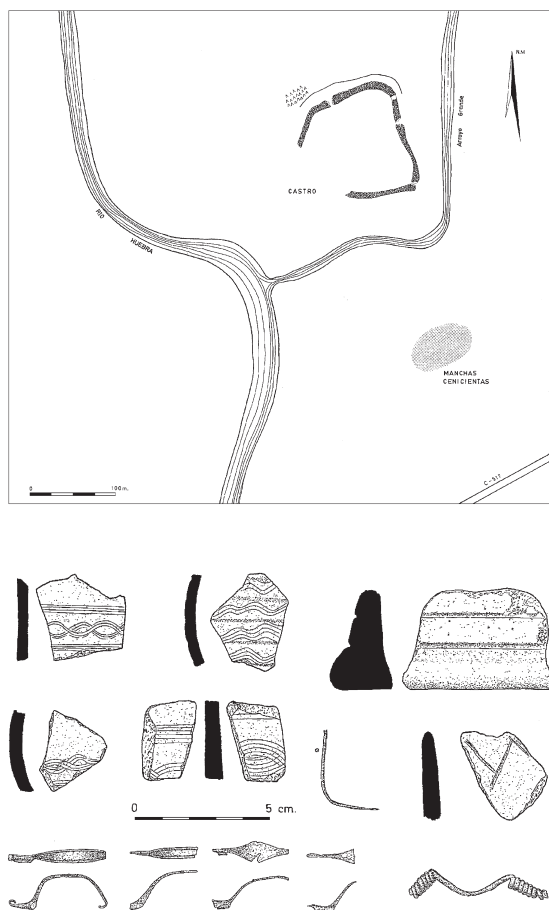 N.M
Arroyo Grande
CASTRO
RIO
HUEBRA
MANCHAS
CENICIENTAS
0 100 m.
C-517
0 5 cm.